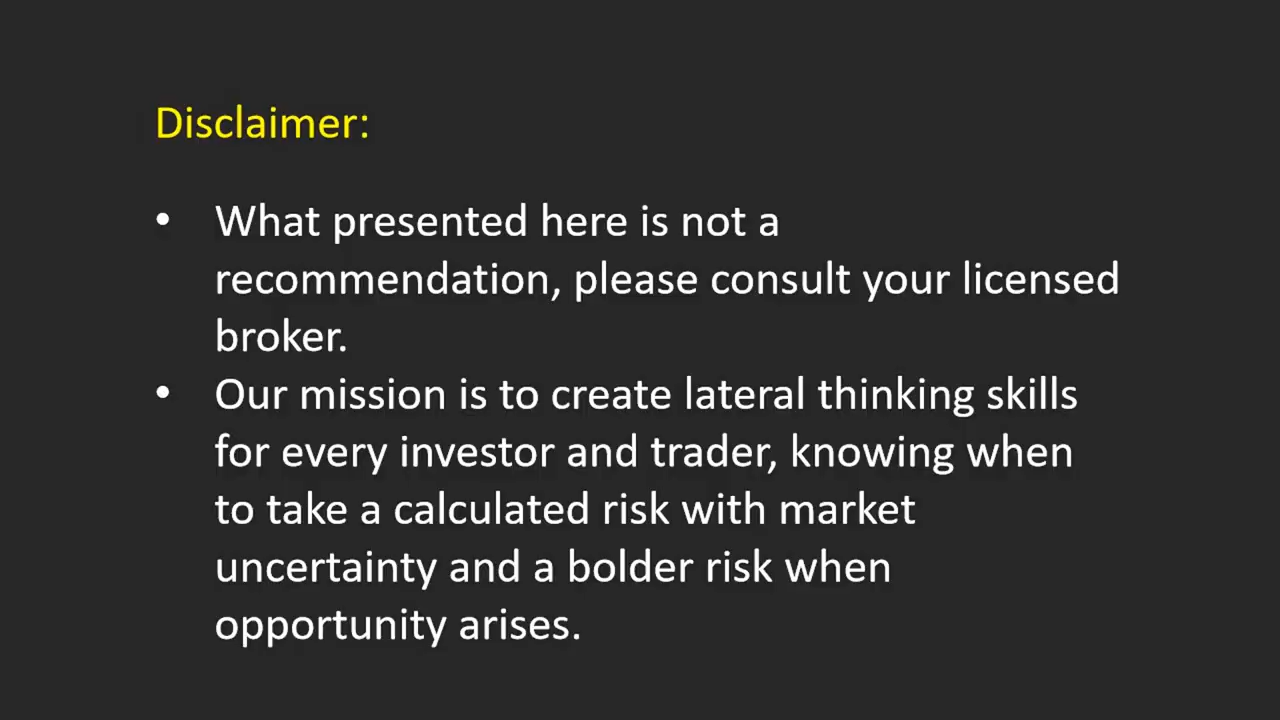 Disclaimer:
• What presented here is not a
recommendation, please consult your licensed
broker.
• Our mission is to create lateral thinking skills
for every investor and trader, knowing when
to take a calculated risk with market
uncertainty and a bolder risk when
opportunity arises.